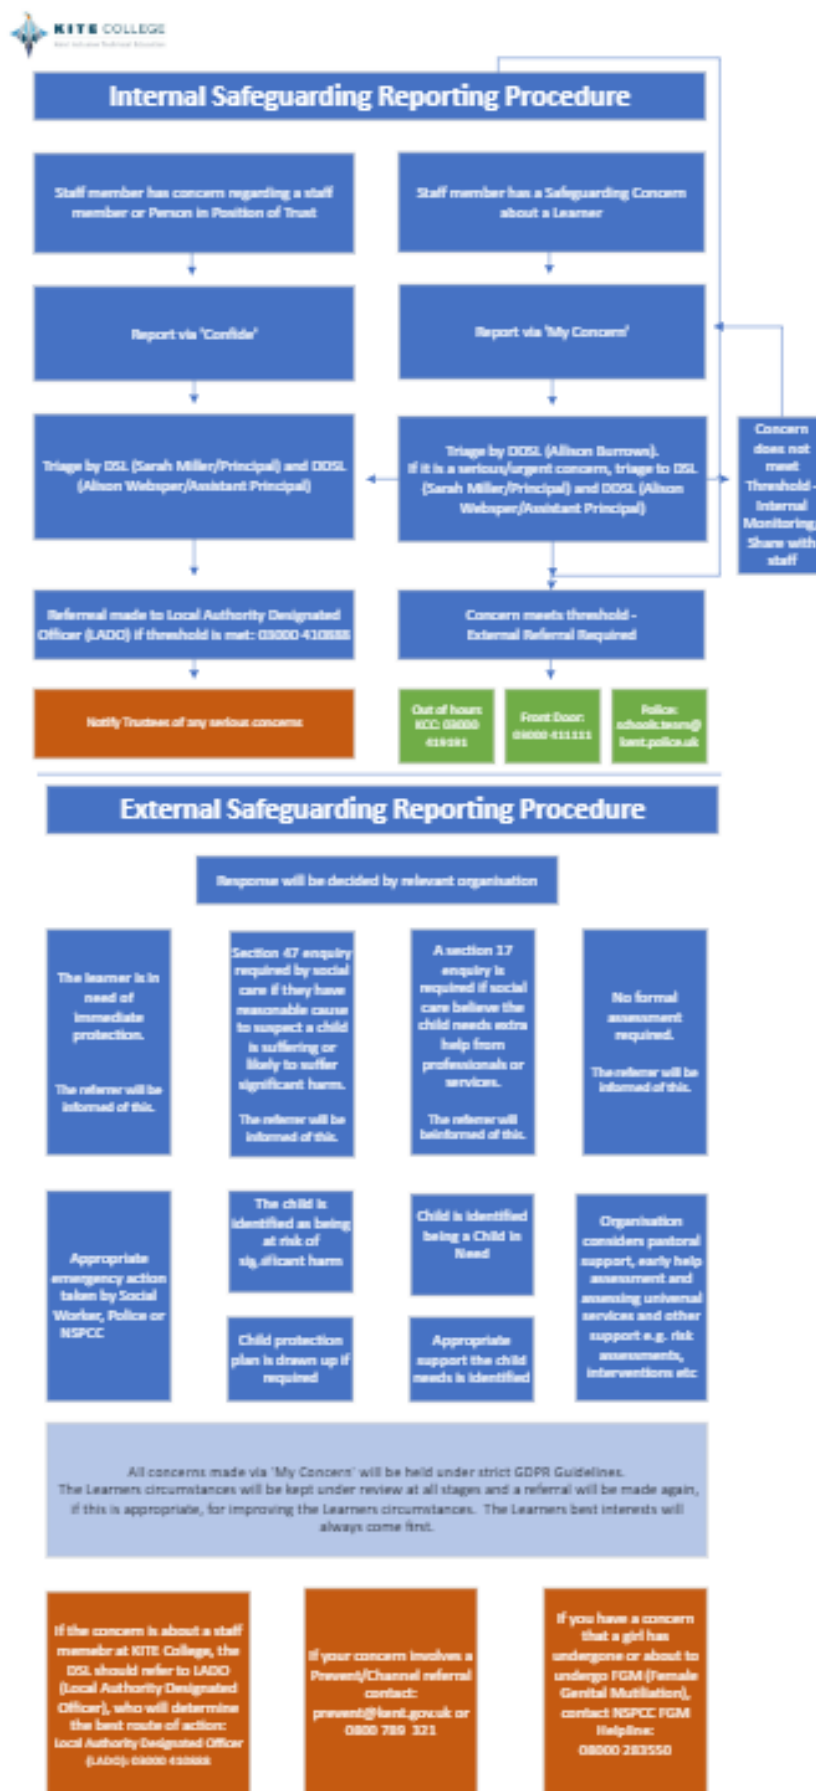 KITE COLLEGE
Kent Inclusive Technical Education
Internal Safeguarding Reporting Procedure
Staff member has concern regarding a staff
member or Person in Position of Trust
Staff member has a Safeguarding Concern
about a Learner
Report via 'Confide'
Report via 'My Concern'
Triage by DSL (Sarah Miller/Principal) and DDSL
(Alison Websper/Assistant Principal)
Triage by DDSL (Allison Burrows).
If it is a serious/urgent concern, triage to DSL
(Sarah Miller/Principal) and DDSL (Alison
Websper/Assistant Principal)
Concern
does not
meet
Threshold -
Internal
Monitoring,
Share with
staff
Referreal made to Local Authority Designated
Officer (LADO) if threshold is met: 03000 410888
Concern meets threshold -
External Referral Required
Notify Trustees of any serious concerns
Out of hours
KCC: 03000
419191
Front Door:
03000 411111
Police:
schools.team@
kent.police.uk
External Safeguarding Reporting Procedure
Response will be decided by relevant organisation
The learner is in
need of
immediate
protection.
The referrer will be
informed of this.
Section 47 enquiry
required by social
care if they have
reasonable cause
to suspect a child
is suffering or
likely to suffer
significant harm.
The referrer will be
informed of this.
A section 17
enquiry is
required if social
care believe the
child needs extra
help from
professionals or
services.
The referrer will
beinformed of this.
No formal
assessment
required.
The referrer will be
informed of this.
Appropriate
emergency action
taken by Social
Worker, Police or
NSPCC
The child is
identified as being
at risk of
significant harm
Child protection
plan is drawn up if
required
Child is identified
being a Child in
Need
Appropriate
support the child
needs is identified
Organisation
considers pastoral
support, early help
assessment and
assessing universal
services and other
support e.g. risk
assessments,
interventions etc
All concerns made via 'My Concern' will be held under strict GDPR Guidelines.
The Learners circumstances will be kept under review at all stages and a referral will be made again,
if this is appropriate, for improving the Learners circumstances. The Learners best interests will
always come first.
If the concern is about a staff
memebr at KITE College, the
DSL should refer to LADO
(Local Authority Designated
Officer), who will determine
the best route of action:
Local Authority Designated Officer
(LADO): 03000 410888
If your concern involves a
Prevent/Channel referral
contact:
prevent@kent.gov.uk or
0800 789 321
If you have a concern
that a girl has
undergone or about to
undergo FGM (Female
Genital Mutiliation),
contact NSPCC FGM
Helpline:
08000 283550